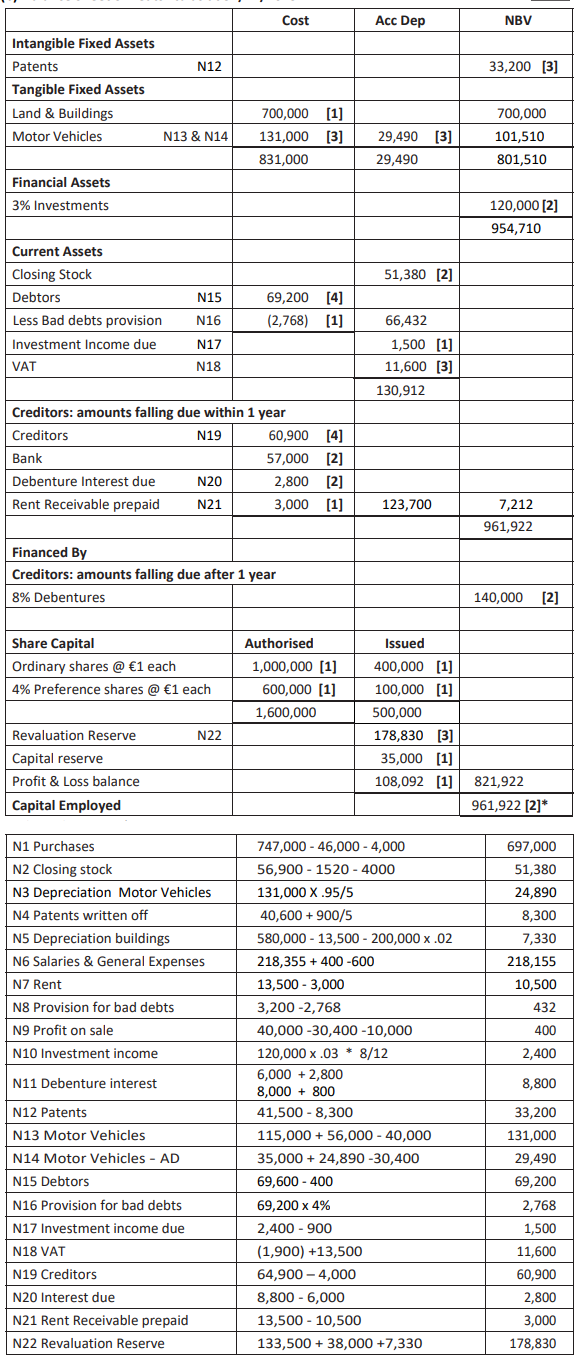 Cost Acc Dep NBV
Intangible Fixed Assets
Patents N12 33,200 [3]
Tangible Fixed Assets
Land & Buildings 700,000 [1] 700,000
Motor Vehicles N13 & N14 131,000 [3] 29,490 [3] 101,510
831,000 29,490 801,510
Financial Assets
3% Investments 120,000 [2]
954,710
Current Assets
Closing Stock 51,380 [2]
Debtors N15 69,200 [4]
Less Bad debts provision N16 (2,768) [1] 66,432
Investment Income due N17 1,500 [1]
VAT N18 11,600 [3]
130,912
Creditors: amounts falling due within 1 year
Creditors N19 60,900 [4]
Bank 57,000 [2]
Debenture Interest due N20 2,800 [2]
Rent Receivable prepaid N21 3,000 [1] 123,700 7,212
961,922
Financed By
Creditors: amounts falling due after 1 year
8% Debentures 140,000 [2]
Share Capital Authorised Issued
Ordinary shares @ €1 each 1,000,000 [1] 400,000 [1]
4% Preference shares @ €1 each 600,000 [1] 100,000 [1]
1,600,000 500,000
Revaluation Reserve N22 178,830 [3]
Capital reserve 35,000 [1]
Profit & Loss balance 108,092 [1] 821,922
Capital Employed 961,922 [2]*
N1 Purchases 747,000 - 46,000 - 4,000 697,000
N2 Closing stock 56,900 - 1520 - 4000 51,380
N3 Depreciation Motor Vehicles 131,000 X .95/5 24,890
N4 Patents written off 40,600 + 900/5 8,300
N5 Depreciation buildings 580,000 - 13,500 - 200,000 x .02 7,330
N6 Salaries & General Expenses 218,355 + 400 -600 218,155
N7 Rent 13,500 - 3,000 10,500
N8 Provision for bad debts 3,200 -2,768 432
N9 Profit on sale 40,000 -30,400 -10,000 400
N10 Investment income 120,000 x .03 * 8/12 2,400
N11 Debenture interest 6,000 + 2,800 8,800
8,000 + 800
N12 Patents 41,500 - 8,300 33,200
N13 Motor Vehicles 115,000 + 56,000 - 40,000 131,000
N14 Motor Vehicles - AD 35,000 + 24,890 -30,400 29,490
N15 Debtors 69,600 - 400 69,200
N16 Provision for bad debts 69,200 x 4% 2,768
N17 Investment income due 2,400 - 900 1,500
N18 VAT (1,900) +13,500 11,600
N19 Creditors 64,900 – 4,000 60,900
N20 Interest due 8,800 - 6,000 2,800
N21 Rent Receivable prepaid 13,500 - 10,500 3,000
N22 Revaluation Reserve 133,500 + 38,000 +7,330 178,830